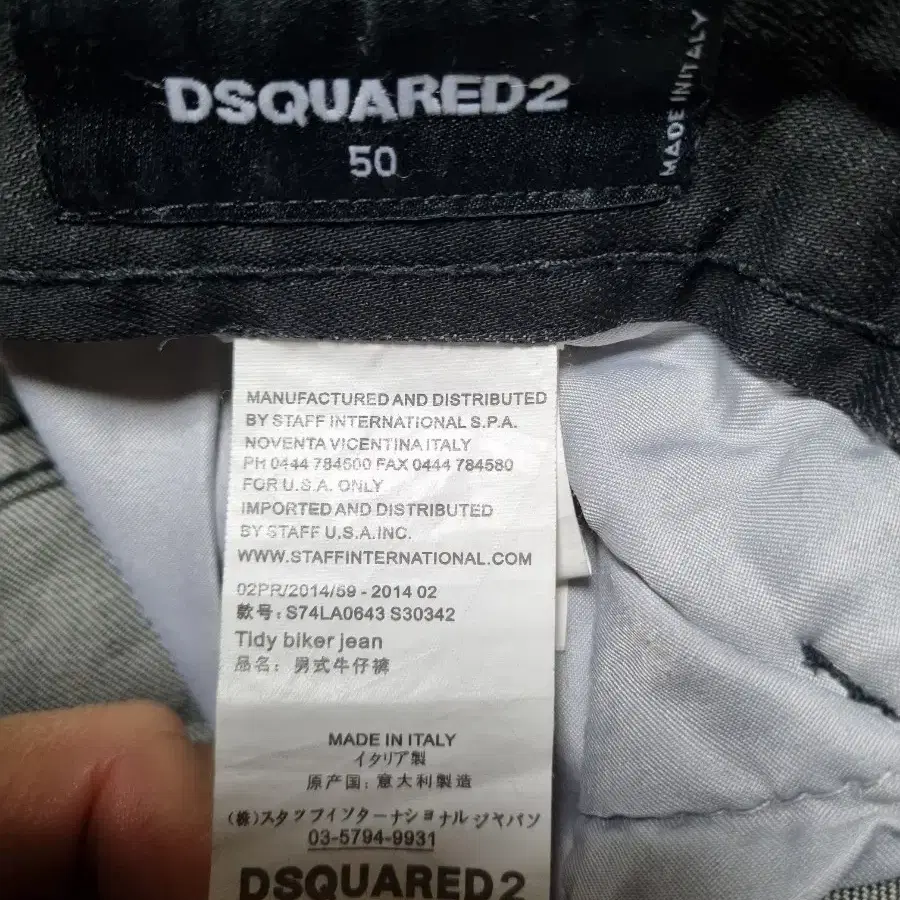 DSQUARED2
50
MADE IN ITALY
MANUFACTURED AND DISTRIBUTED
BY STAFF INTERNATIONAL S.P.A.
NOVENTA VICENTINA ITALY
PH 0444 784600 FAX 0444 784580
FOR U.S.A. ONLY
IMPORTED AND DISTRIBUTED
BY STAFF U.S.A.INC.
WWW.STAFFINTERNATIONAL.COM
02PR/2014/59 - 2014 02
款号: S74LA0643 S30342
Tidy biker jean
品名: 男式牛仔裤
MADE IN ITALY
イタリア製
原产国: 意大利製造
(株)スタッフインターナショナル ジャパン
03-5794-9931
DSQUARED2